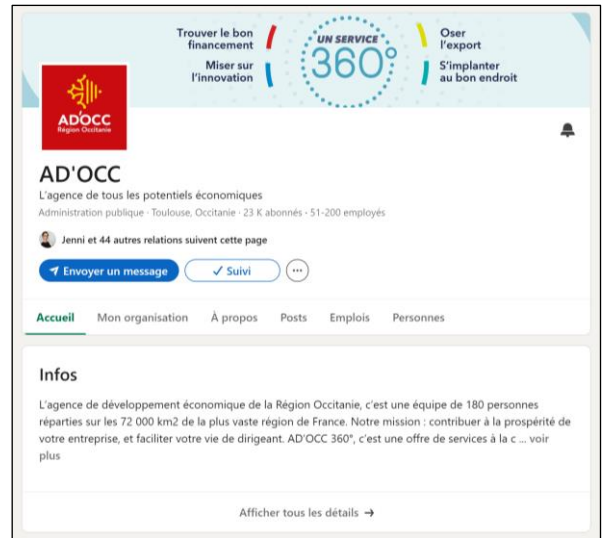 Trouver le bon
financement
Miser sur
l'innovation
UN SERVICE
360°
Oser
l'export
S'implanter
au bon endroit
AD'OCC
Région Occitanie
AD'OCC
L'agence de tous les potentiels économiques
Administration publique · Toulouse, Occitanie · 23 K abonnés · 51-200 employés
Jenni et 44 autres relations suivent cette page
Envoyer un message
Suivi
Accueil Mon organisation À propos Posts Emplois Personnes
Infos
L'agence de développement économique de la Région Occitanie, c'est une équipe de 180 personnes
réparties sur les 72 000 km2 de la plus vaste région de France. Notre mission : contribuer à la prospérité de
votre entreprise, et faciliter votre vie de dirigeant. AD'OCC 360°, c'est une offre de services à la c ... voir
plus
Afficher tous les détails →